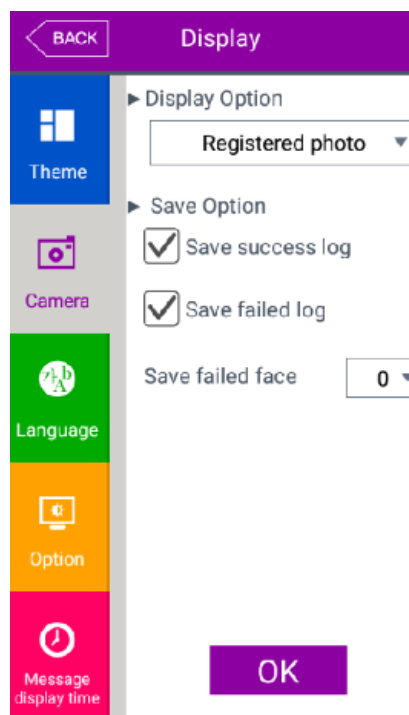 BACK
Display
Theme
Camera
가 b
A
Language
Option
Message
display time
▶ Display Option
Registered photo
▶ Save Option
Save success log
Save failed log
Save failed face
0
OK